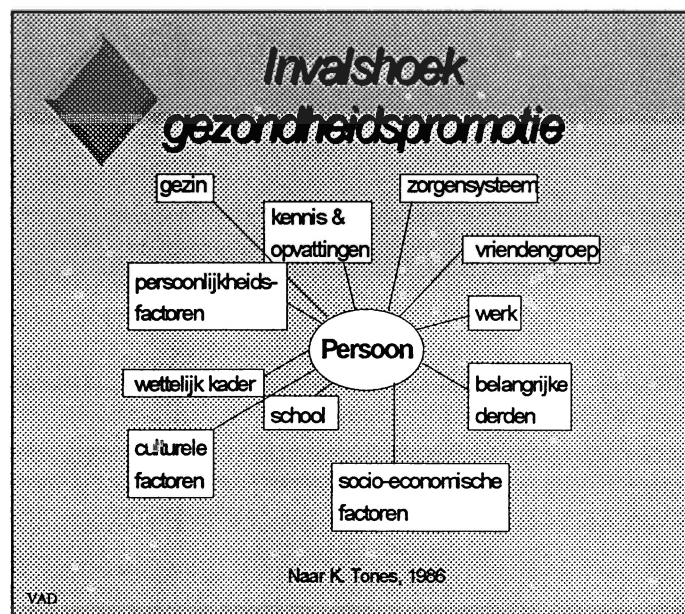 Invalshoek
gezondheidspromotie
gezin
zorgensysteem
kennis &
opvattingen
vriendengroep
persoonlijkheids-
factoren
werk
Persoon
wettelijk kader
belangrijke
derden
school
culturele
factoren
socio-economische
factoren
Naar K. Tones, 1986
VAD